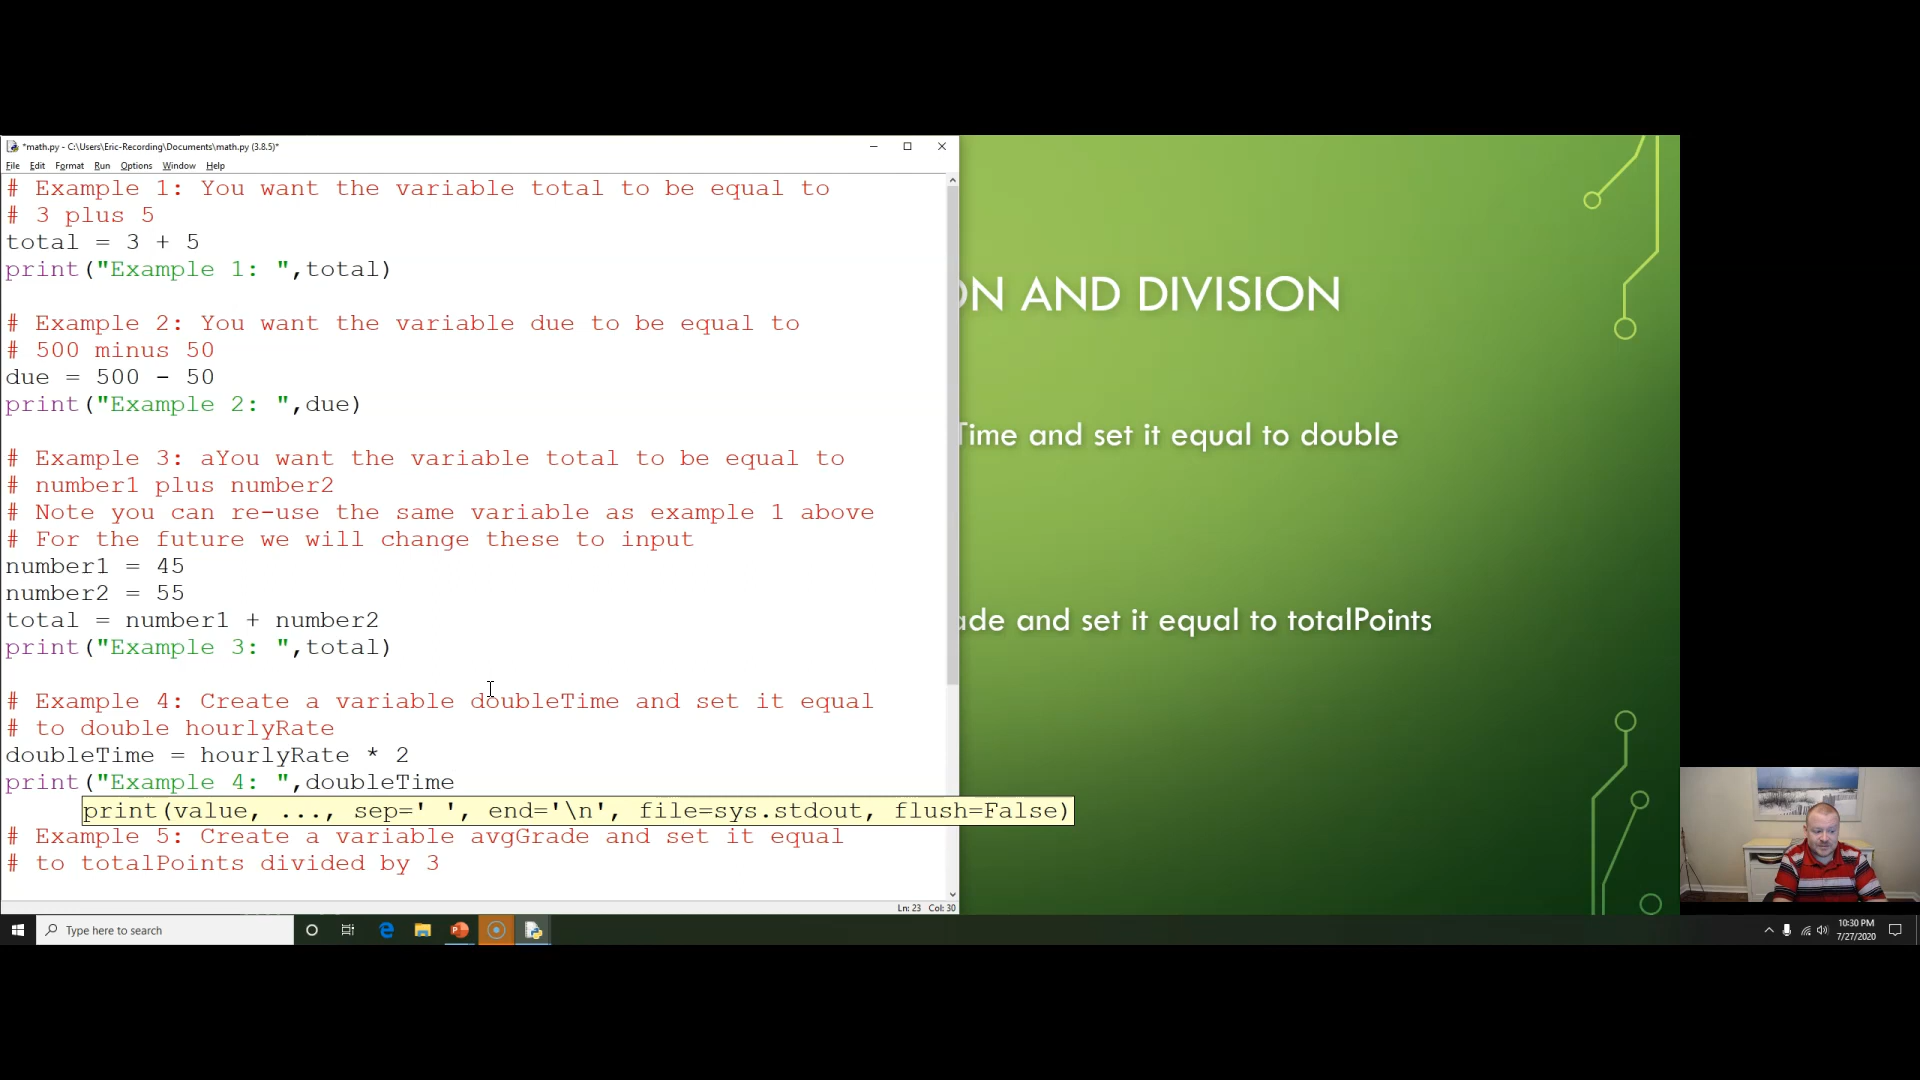 *math.py - C:\Users\Eric-Recording\Documents\math.py (3.8.5)*
File Edit Format Run Options Window Help
# Example 1: You want the variable total to be equal to
# 3 plus 5
total = 3 + 5
print("Example 1: ",total)
# Example 2: You want the variable due to be equal to
# 500 minus 50
due = 500 - 50
print("Example 2: ",due)
# Example 3: aYou want the variable total to be equal to
# number1 plus number2
# Note you can re-use the same variable as example 1 above
# For the future we will change these to input
number1 = 45
number2 = 55
total = number1 + number2
print("Example 3: ",total)
# Example 4: Create a variable doubleTime and set it equal
# to double hourlyRate
doubleTime = hourlyRate * 2
print("Example 4: ",doubleTime
print(value, ..., sep=' ', end='\n', file=sys.stdout, flush=False)
# Example 5: Create a variable avgGrade and set it equal
# to totalPoints divided by 3
Ln: 23 Col: 30
ON AND DIVISION
Time and set it equal to double
ade and set it equal to totalPoints
Type here to search
10:30 PM
7/27/2020